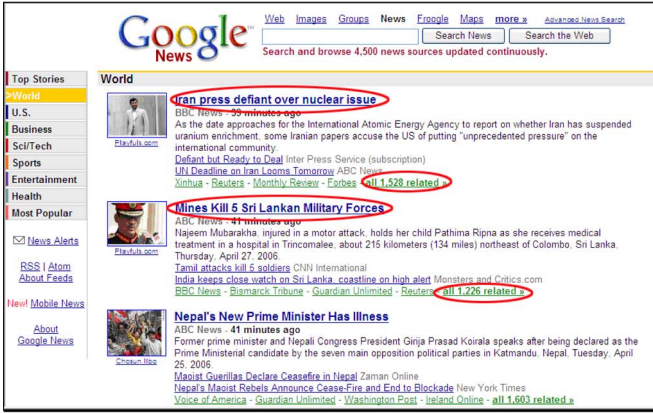 Web Images Groups News Froogle Maps more » Advanced News Search
Google
News
Search News Search the Web
Search and browse 4,500 news sources updated continuously.
Top Stories
>World
U.S.
Business
Sci/Tech
Sports
Entertainment
Health
Most Popular
News Alerts
RSS | Atom
About Feeds
New! Mobile News
About
Google News
World
Playfuls.com
Iran press defiant over nuclear issue
BBC News - 39 minutes ago
As the date approaches for the International Atomic Energy Agency to report on whether Iran has suspended
uranium enrichment, some Iranian papers accuse the US of putting "unprecedented pressure" on the
international community.
Defiant but Ready to Deal Inter Press Service (subscription)
UN Deadline on Iran Looms Tomorrow ABC News
Xinhua - Reuters - Monthly Review - Forbes - all 1,528 related »
Playfuls.com
Mines Kill 5 Sri Lankan Military Forces
ABC News - 41 minutes ago
Najeem Mubarakha, injured in a motor attack, holds her child Pathima Ripna as she receives medical
treatment in a hospital in Trincomalee, about 215 kilometers (134 miles) northeast of Colombo, Sri Lanka,
Thursday, April 27, 2006.
Tamil attacks kill 5 soldiers CNN International
India keeps close watch on Sri Lanka, coastline on high alert Monsters and Critics.com
BBC News - Bismarck Tribune - Guardian Unlimited - Reuters - all 1,226 related »
Chosun Ilbo
Nepal's New Prime Minister Has Illness
ABC News - 41 minutes ago
Former prime minister and Nepali Congress President Girija Prasad Koirala speaks after being declared as the
Prime Ministerial candidate by the seven main opposition political parties in Katmandu, Nepal, Tuesday, April
25, 2006.
Maoist Guerillas Declare Ceasefire in Nepal Zaman Online
Nepal's Maoist Rebels Announce Cease-Fire and End to Blockade New York Times
Voice of America - Guardian Unlimited - Washington Post - Ireland Online - all 1,603 related »